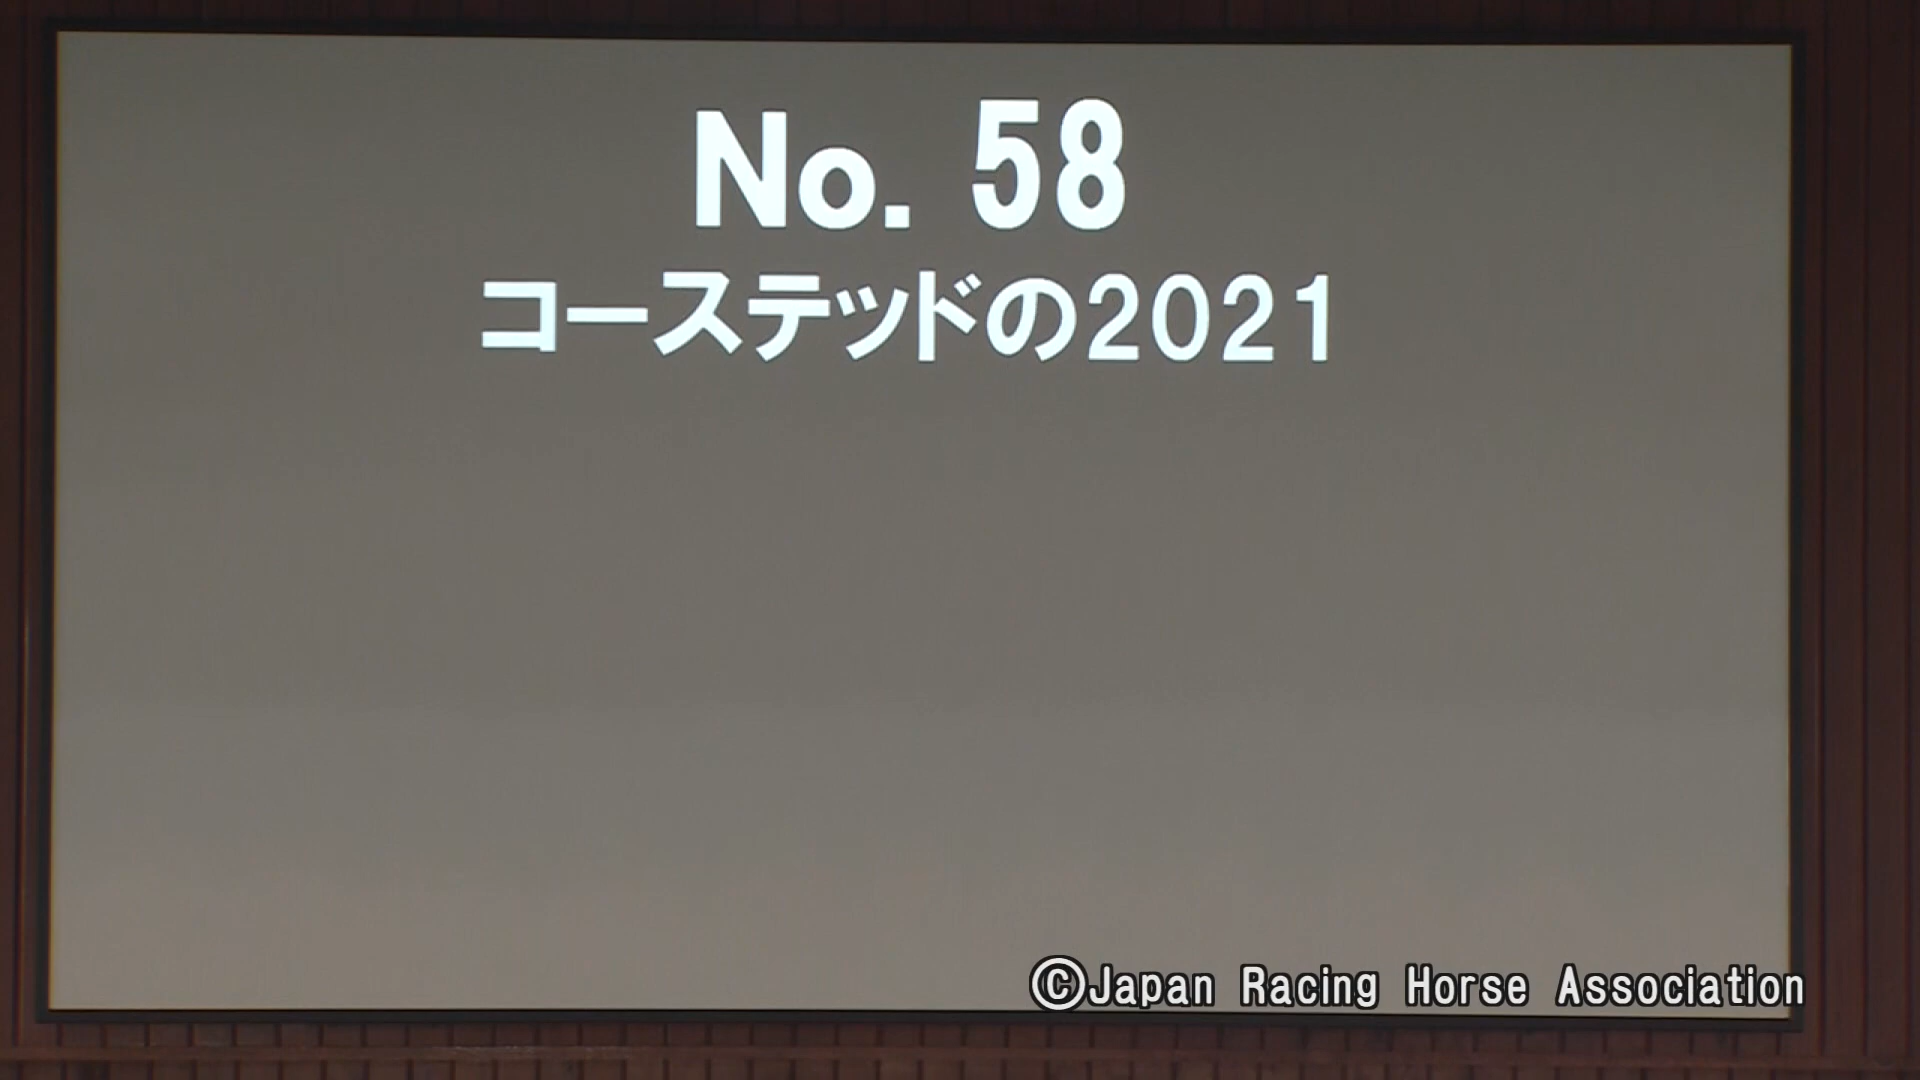 No. 58
コーステッドの2021
©Japan Racing Horse Association